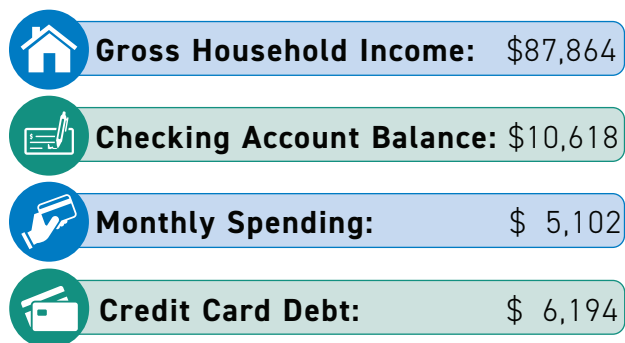 Gross Household Income: $87,864
Checking Account Balance: $10,618
Monthly Spending: $ 5,102
Credit Card Debt: $ 6,194